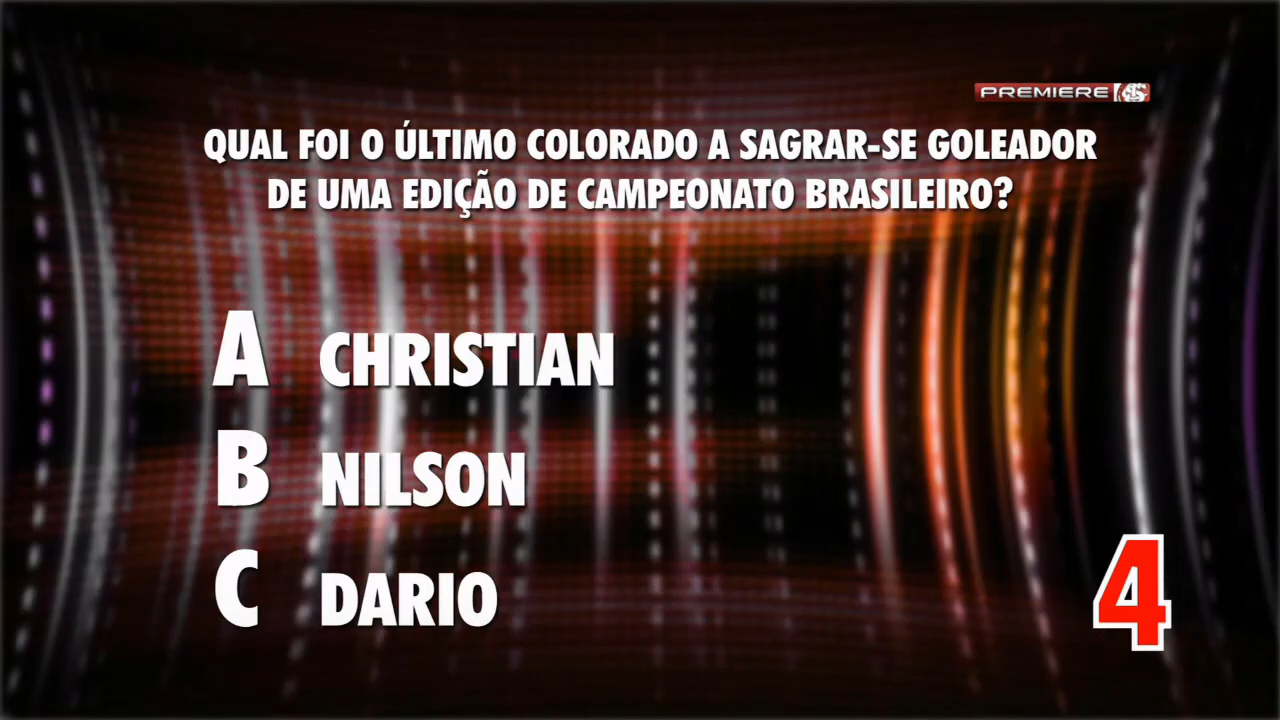 PREMIERE
QUAL FOI O ÚLTIMO COLORADO A SAGRAR-SE GOLEADOR
DE UMA EDIÇÃO DE CAMPEONATO BRASILEIRO?
A CHRISTIAN
B NILSON
C DARIO
4